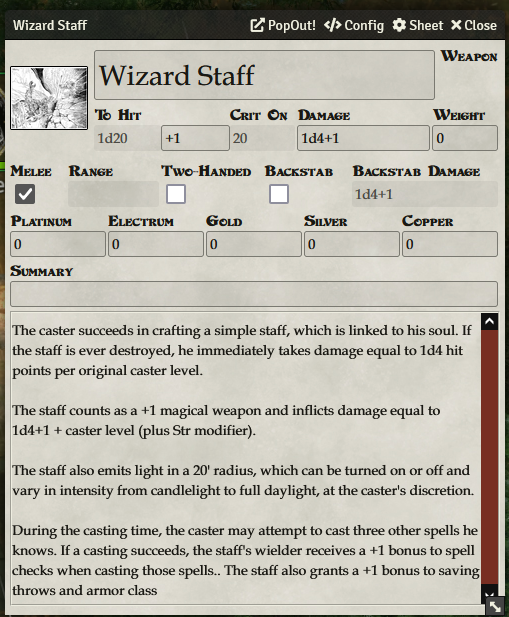 Wizard Staff PopOut! Config Sheet Close
Weapon
Wizard Staff
To Hit Crit On Damage Weight
1d20 +1 20 1d4+1 0
Melee Range Two-Handed Backstab Backstab Damage
1d4+1
Platinum Electrum Gold Silver Copper
0 0 0 0 0
Summary
The caster succeeds in crafting a simple staff, which is linked to his soul. If
the staff is ever destroyed, he immediately takes damage equal to 1d4 hit
points per original caster level.
The staff counts as a +1 magical weapon and inflicts damage equal to
1d4+1 + caster level (plus Str modifier).
The staff also emits light in a 20' radius, which can be turned on or off and
vary in intensity from candlelight to full daylight, at the caster's discretion.
During the casting time, the caster may attempt to cast three other spells he
knows. If a casting succeeds, the staff's wielder receives a +1 bonus to spell
checks when casting those spells.. The staff also grants a +1 bonus to saving
throws and armor class